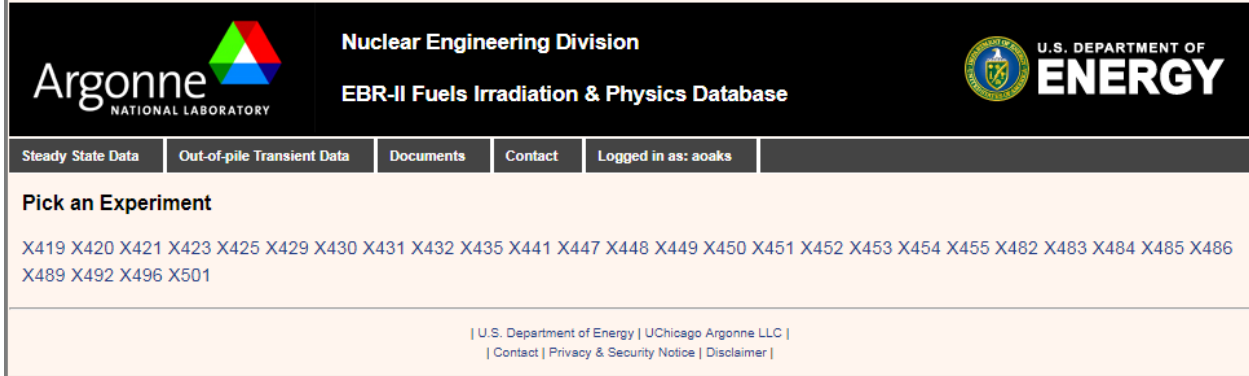 Argonne
NATIONAL LABORATORY
Nuclear Engineering Division
EBR-II Fuels Irradiation & Physics Database
U.S. DEPARTMENT OF
ENERGY
Steady State Data Out-of-pile Transient Data Documents Contact Logged in as: aoaks
Pick an Experiment
X419 X420 X421 X423 X425 X429 X430 X431 X432 X435 X441 X447 X448 X449 X450 X451 X452 X453 X454 X455 X482 X483 X484 X485 X486
X489 X492 X496 X501
| U.S. Department of Energy | UChicago Argonne LLC |
| Contact | Privacy & Security Notice | Disclaimer |